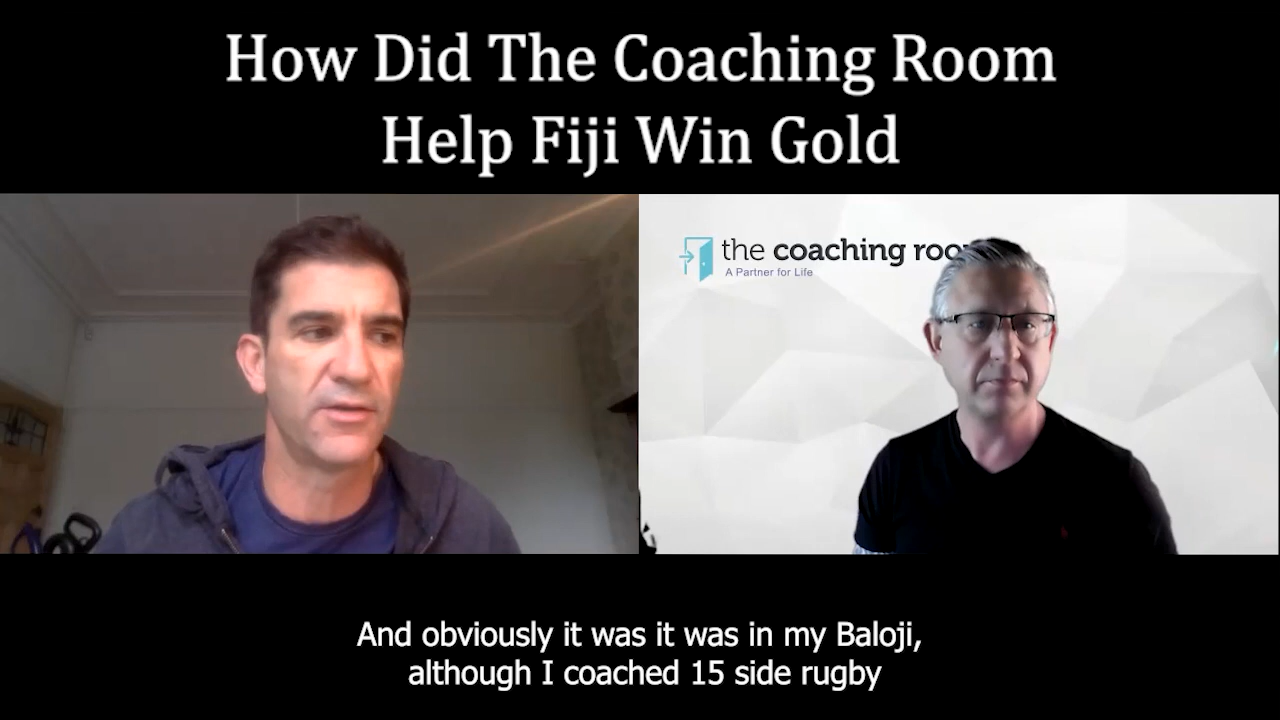 How Did The Coaching Room
Help Fiji Win Gold
the coaching roo
A Partner for Life
And obviously it was it was in my Baloji,
although I coached 15 side rugby